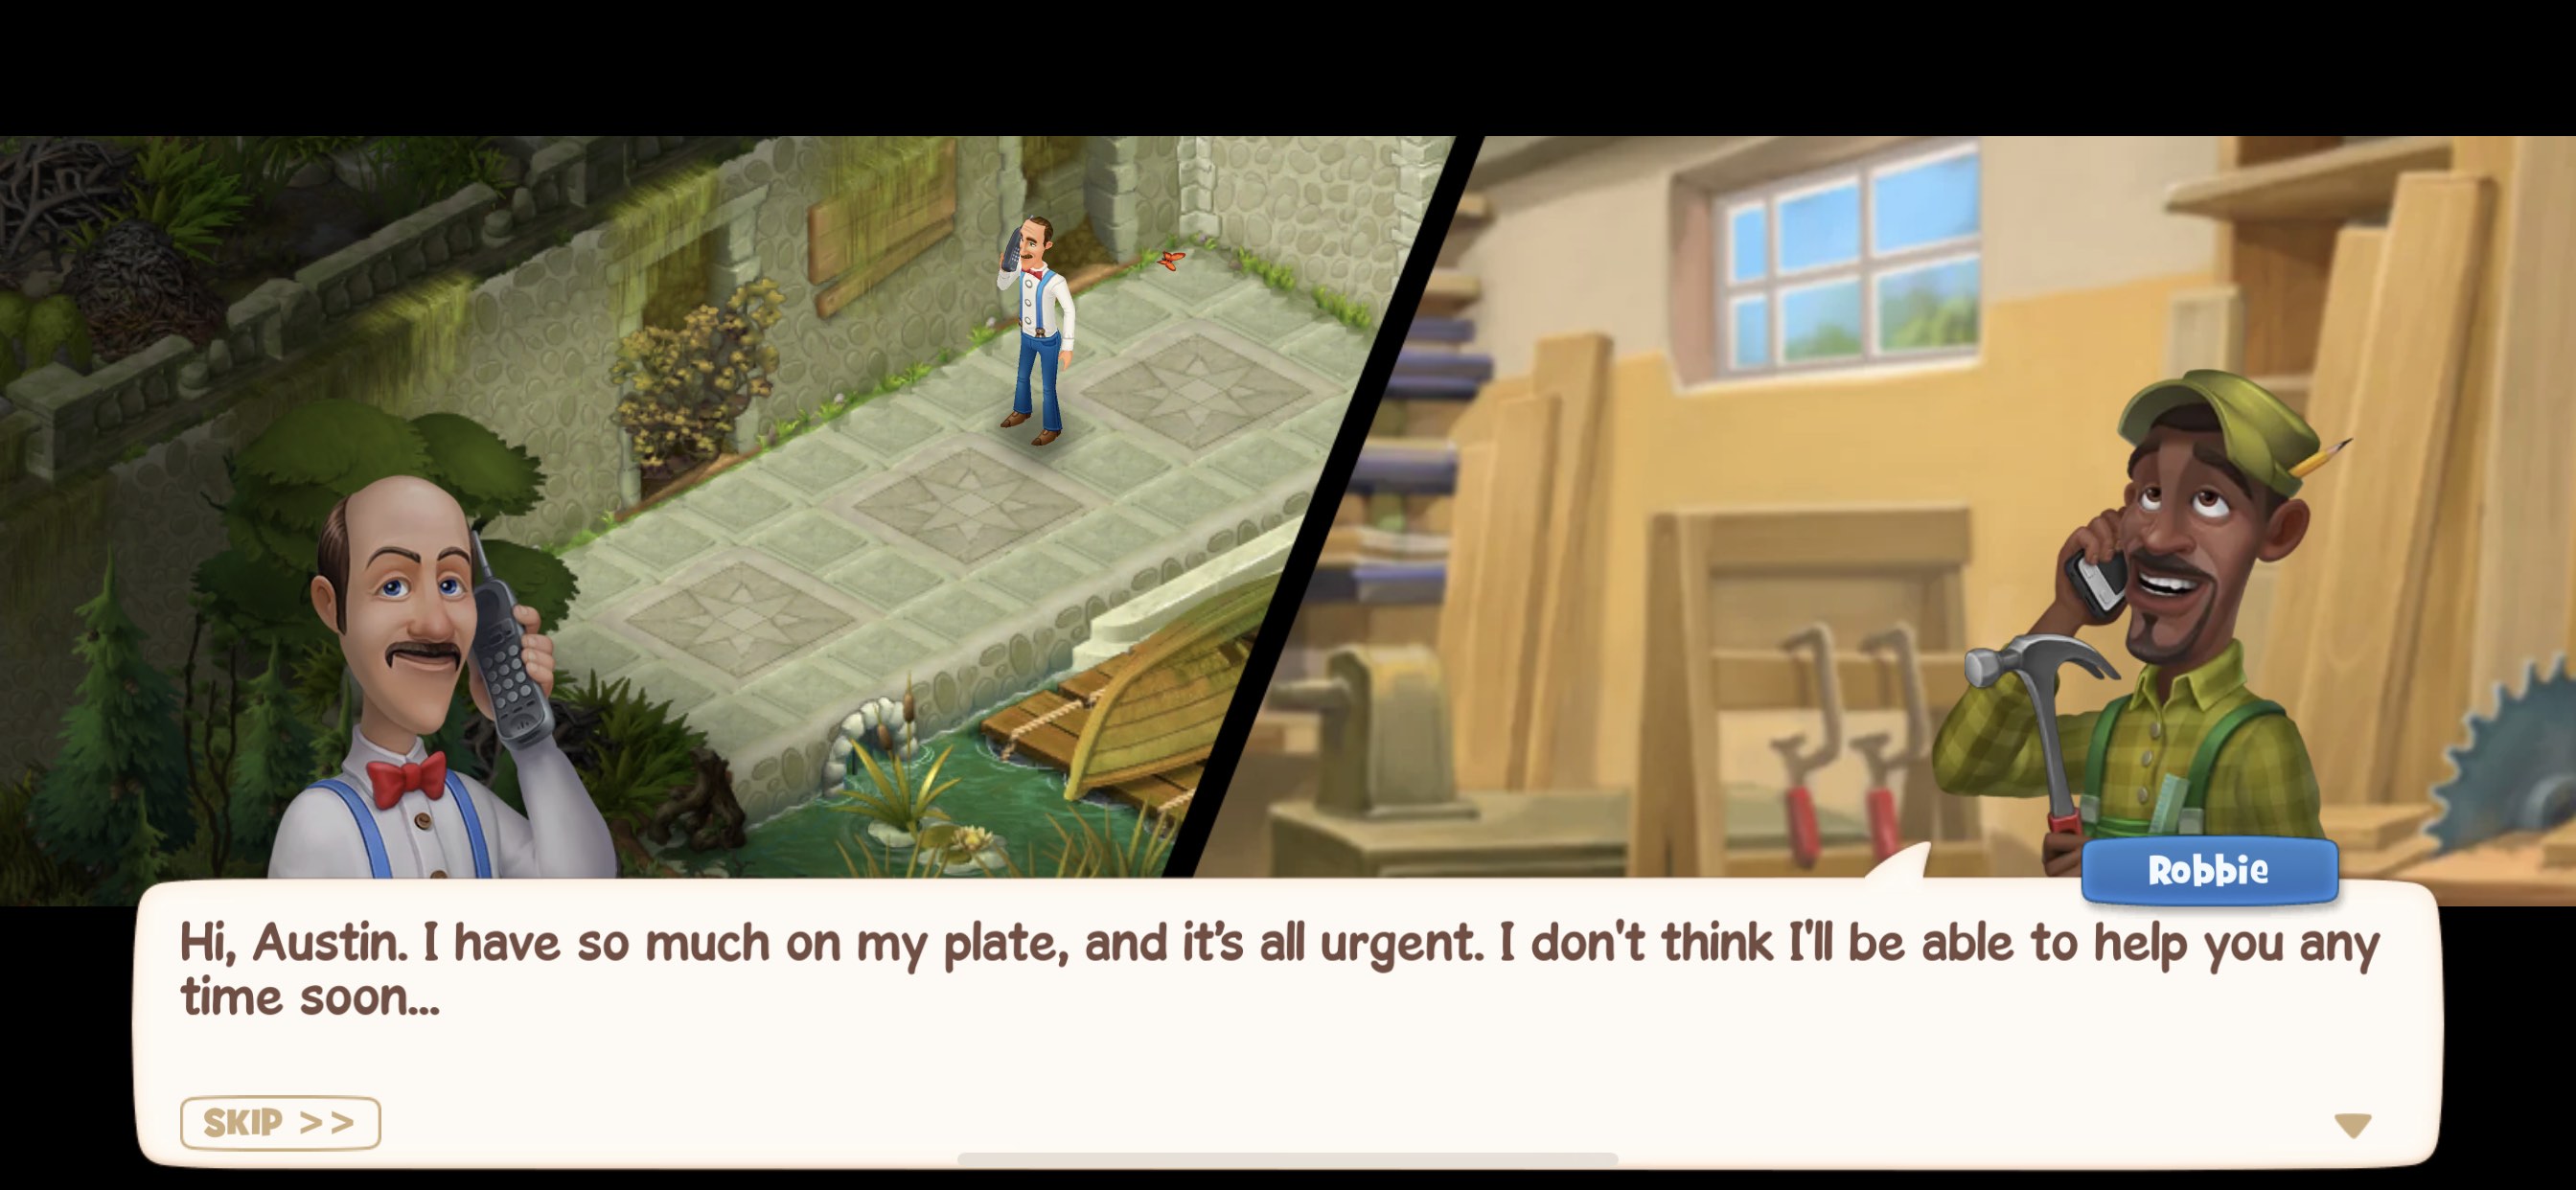 Robbie
Hi, Austin. I have so much on my plate, and it's all urgent. I don't think I'll be able to help you any
time soon...
SKIP >>